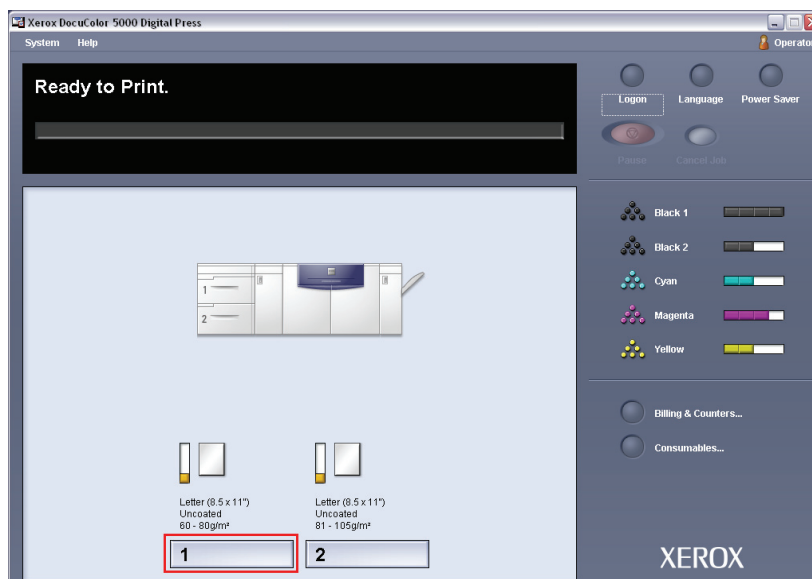 Xerox DocuColor 5000 Digital Press
System Help
Operator
Ready to Print.
Logon Language Power Saver
Pause Cancel Job
Black 1
Black 2
Cyan
Magenta
Yellow
Billing & Counters...
Consumables...
1
2
Letter (8.5 x 11")
Uncoated
60 - 80g/m²
1
Letter (8.5 x 11")
Uncoated
81 - 105g/m²
2
XEROX